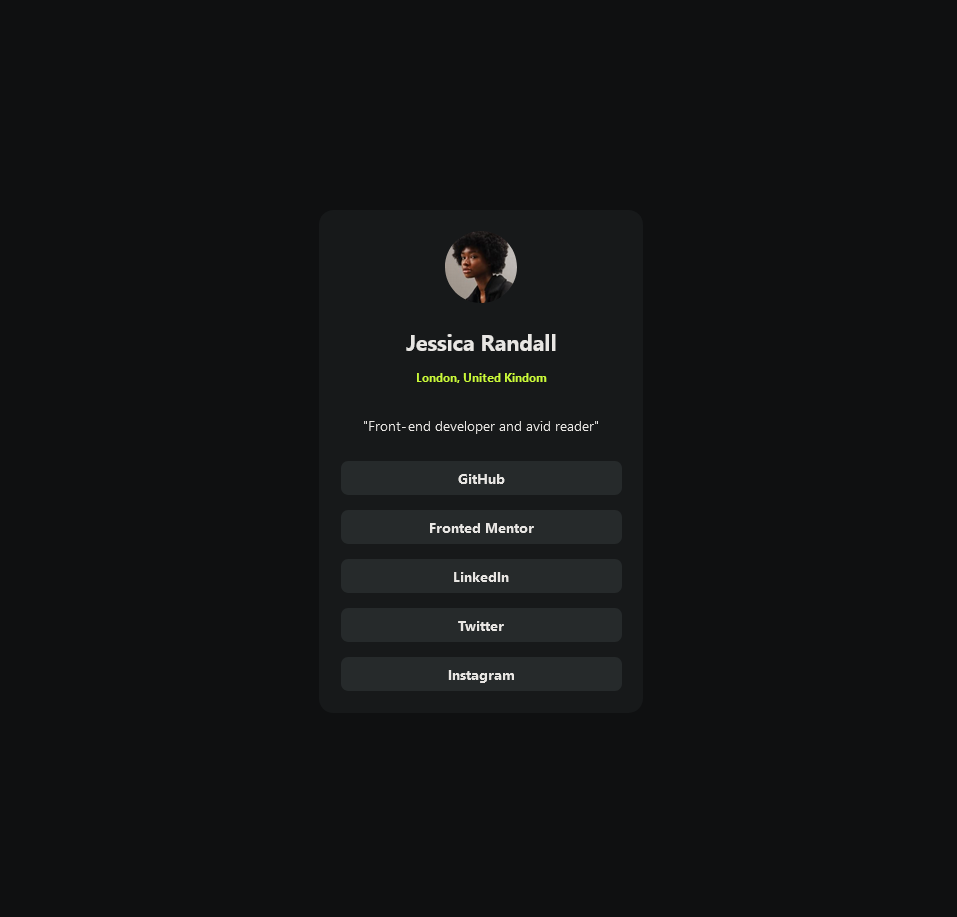 Jessica Randall
London, United Kindom
"Front-end developer and avid reader"
GitHub
Fronted Mentor
LinkedIn
Twitter
Instagram